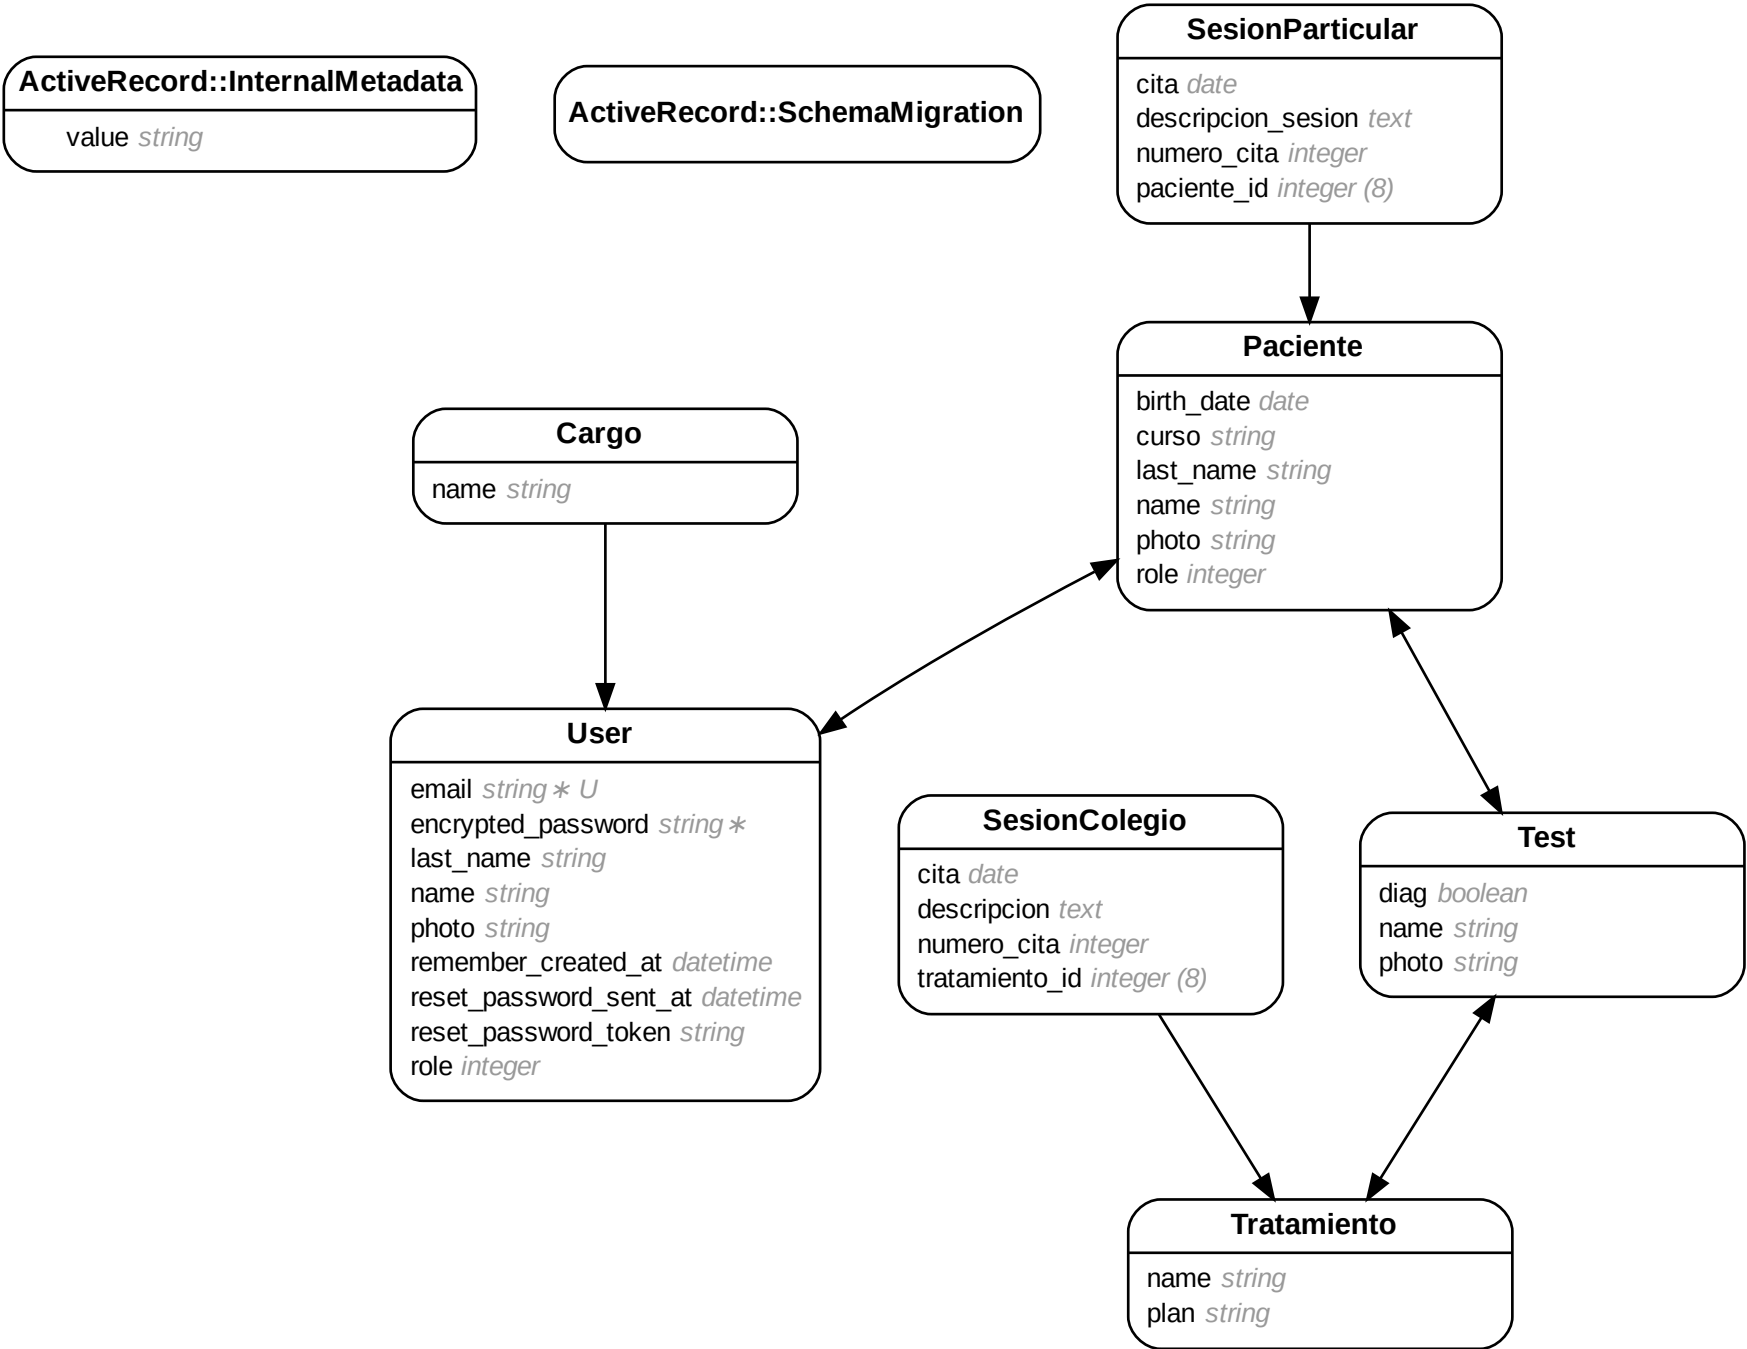 ActiveRecord::InternalMetadata
value string
ActiveRecord::SchemaMigration
SesionParticular
cita date
descripcion_sesion text
numero_cita integer
paciente_id integer (8)
Paciente
birth_date date
curso string
last_name string
name string
photo string
role integer
Cargo
name string
User
email string∗ U
encrypted_password string∗
last_name string
name string
photo string
remember_created_at datetime
reset_password_sent_at datetime
reset_password_token string
role integer
SesionColegio
cita date
descripcion text
numero_cita integer
tratamiento_id integer (8)
Test
diag boolean
name string
photo string
Tratamiento
name string
plan string